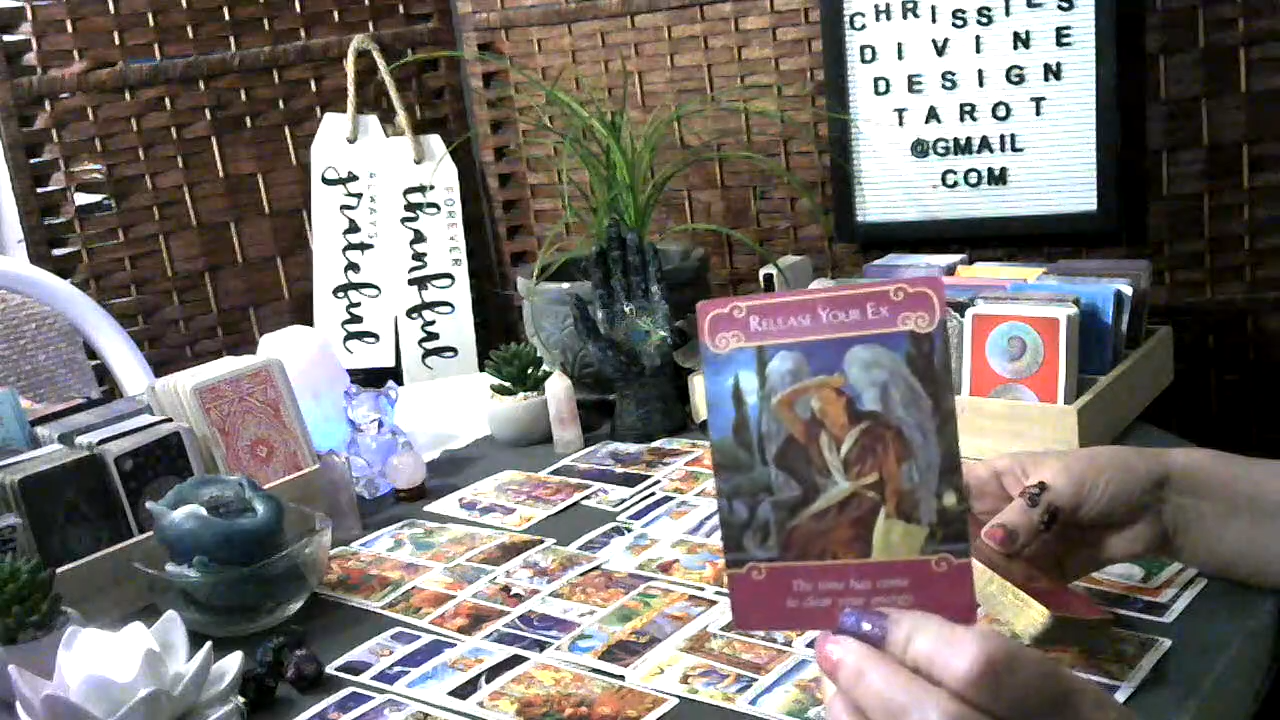 CHRISSIES
DIVINE
DESIGN
TAROT
@GMAIL
.COM
ALWAYS
grateful
FOREVER
thankful
RELEASE YOUR EX
The time has come
to clear your energy